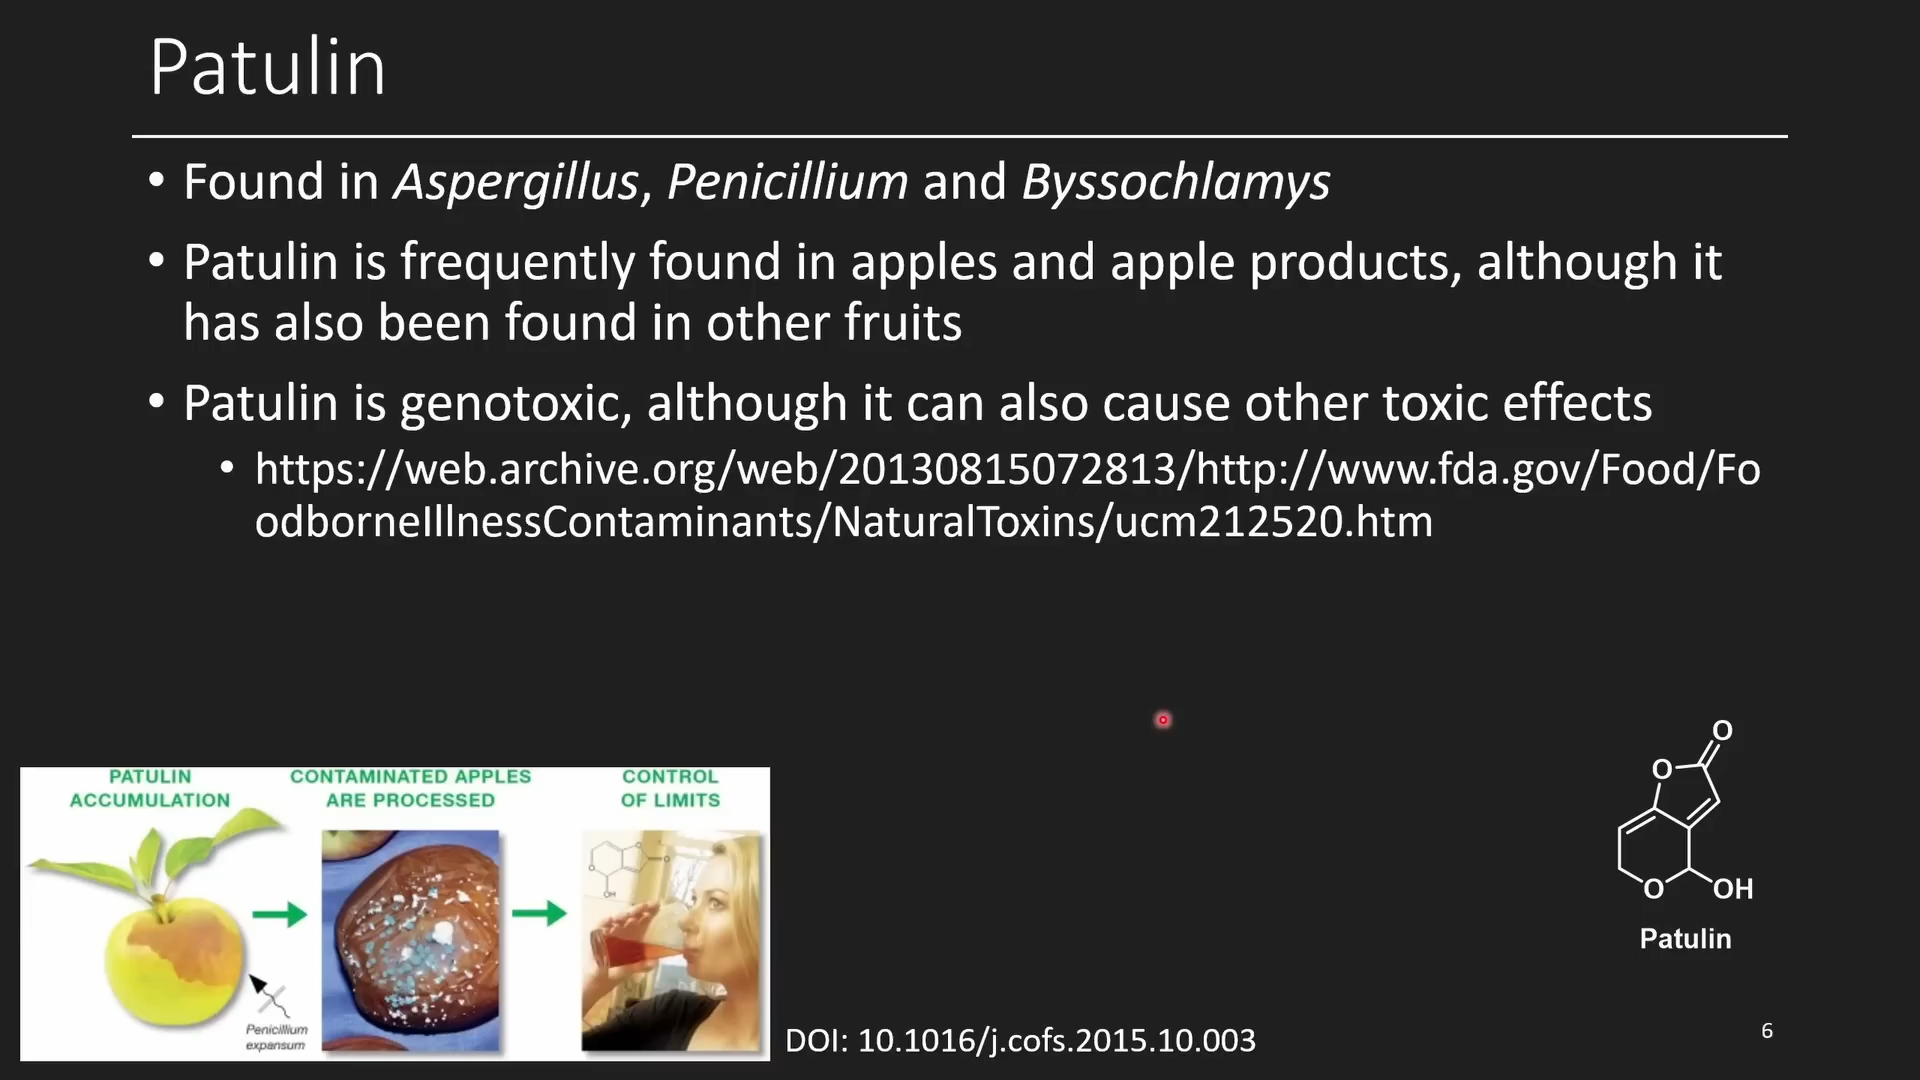 Patulin
• Found in Aspergillus, Penicillium and Byssochlamys
• Patulin is frequently found in apples and apple products, although it
has also been found in other fruits
• Patulin is genotoxic, although it can also cause other toxic effects
• https://web.archive.org/web/20130815072813/http://www.fda.gov/Food/Fo
odborneIllnessContaminants/NaturalToxins/ucm212520.htm
PATULIN
ACCUMULATION
CONTAMINATED APPLES
ARE PROCESSED
CONTROL
OF LIMITS
Penicillium
expansum
O
O
O
OH
DOI: 10.1016/j.cofs.2015.10.003
O
O
O
OH
Patulin
6